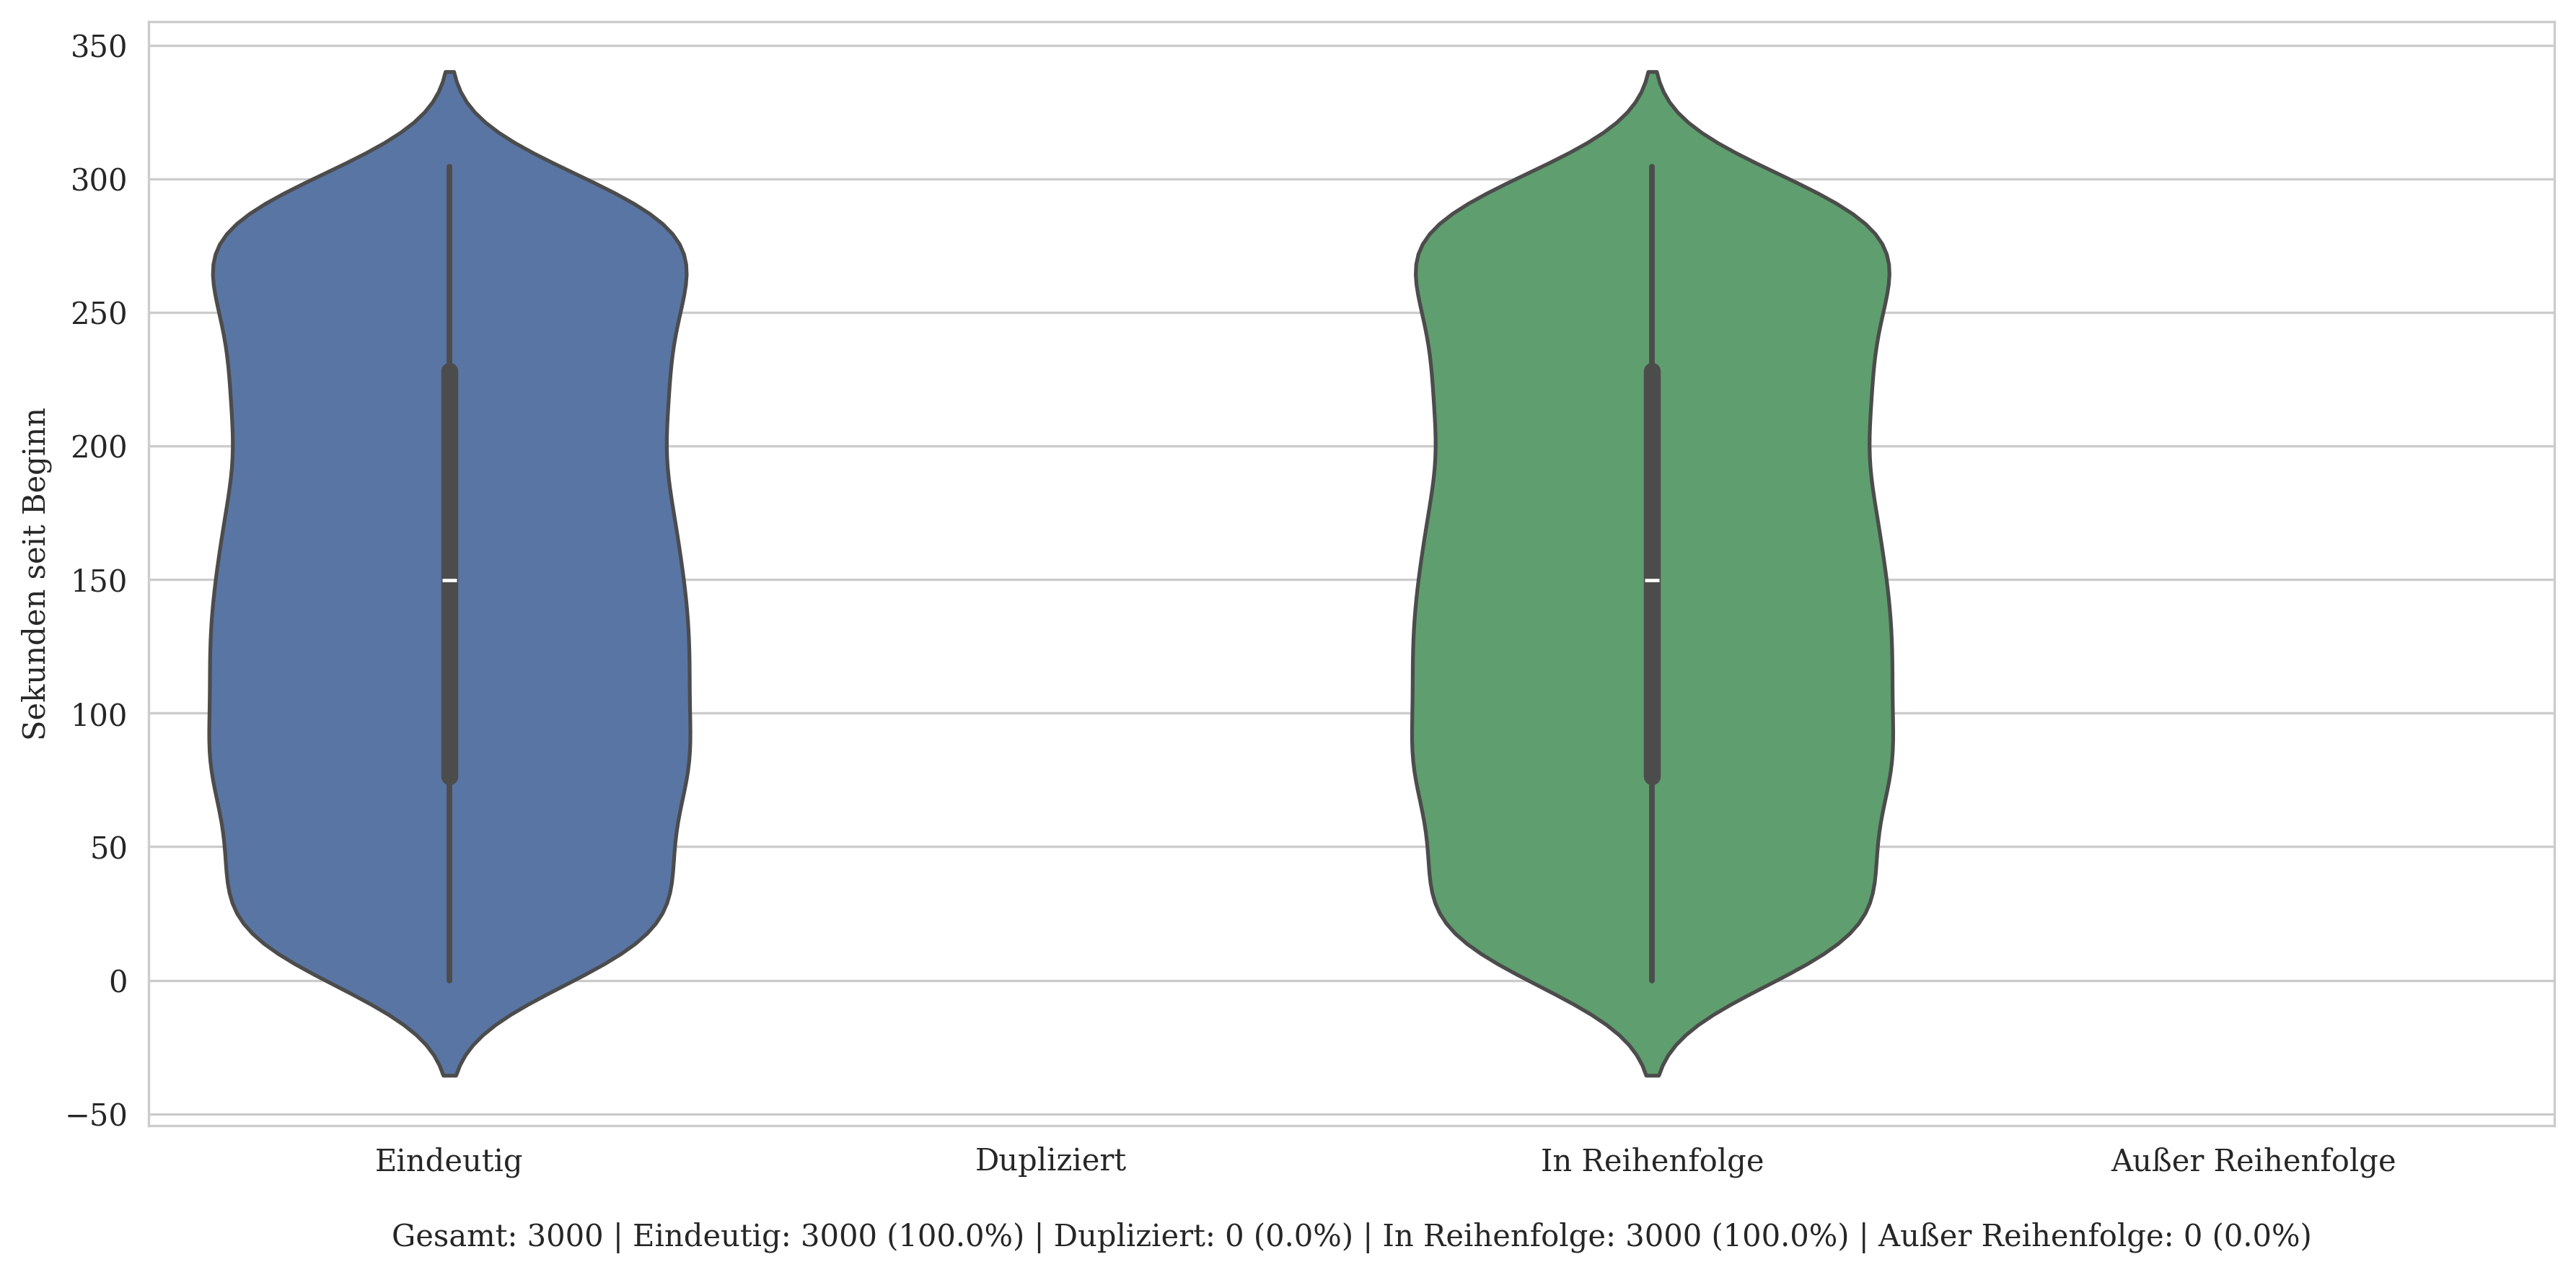 Sekunden seit Beginn
350
300
250
200
150
100
50
0
−50
Eindeutig
Dupliziert
In Reihenfolge
Außer Reihenfolge
Gesamt: 3000 | Eindeutig: 3000 (100.0%) | Dupliziert: 0 (0.0%) | In Reihenfolge: 3000 (100.0%) | Außer Reihenfolge: 0 (0.0%)